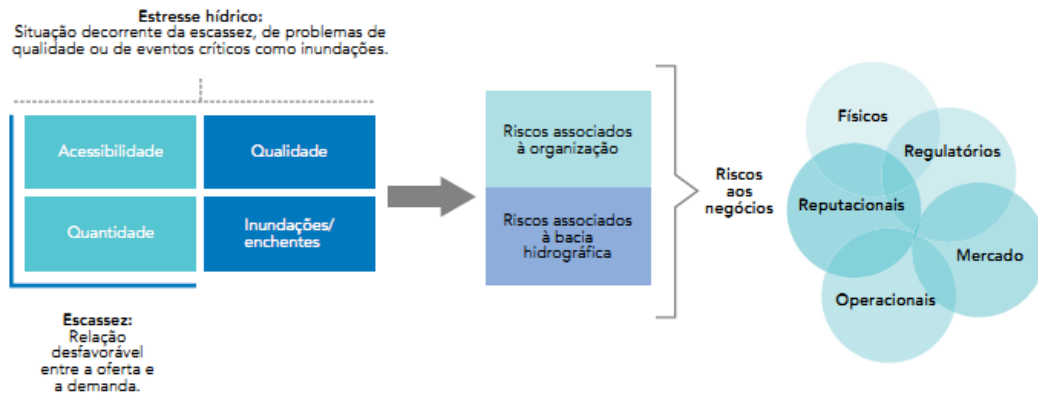 Estresse hídrico:
Situação decorrente da escassez, de problemas de
qualidade ou de eventos críticos como inundações.
Acessibilidade
Qualidade
Quantidade
Inundações/
enchentes
Escassez:
Relação
desfavorável
entre a oferta e
a demanda.
Riscos associados
à organização
Riscos associados
à bacia
hidrográfica
Riscos
aos
negócios
Físicos
Regulatórios
Reputacionais
Mercado
Operacionais